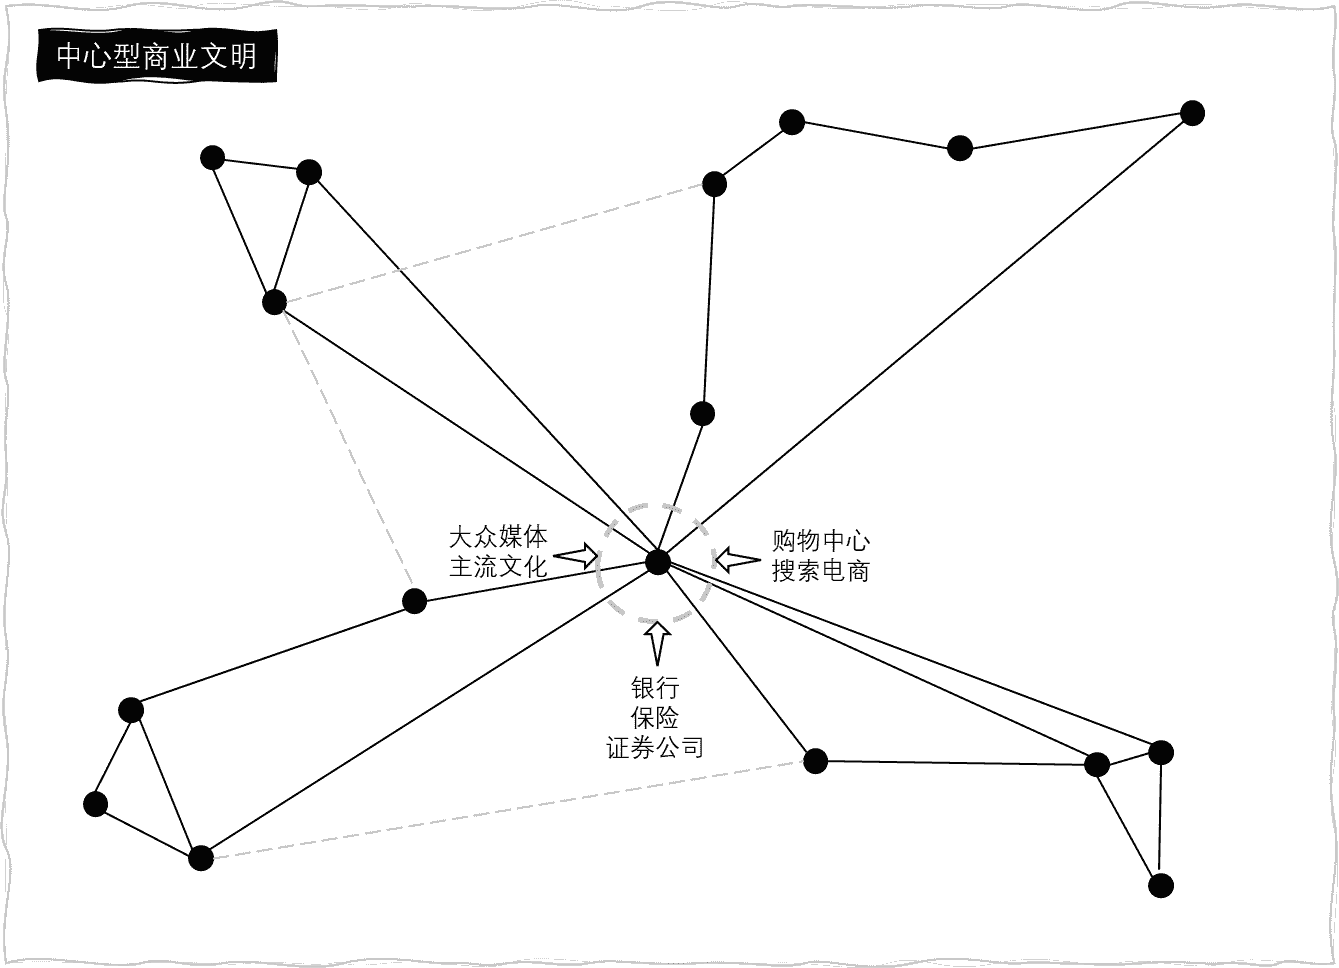 中心型商业文明
大众媒体
主流文化
购物中心
搜索电商
银行
保险
证券公司